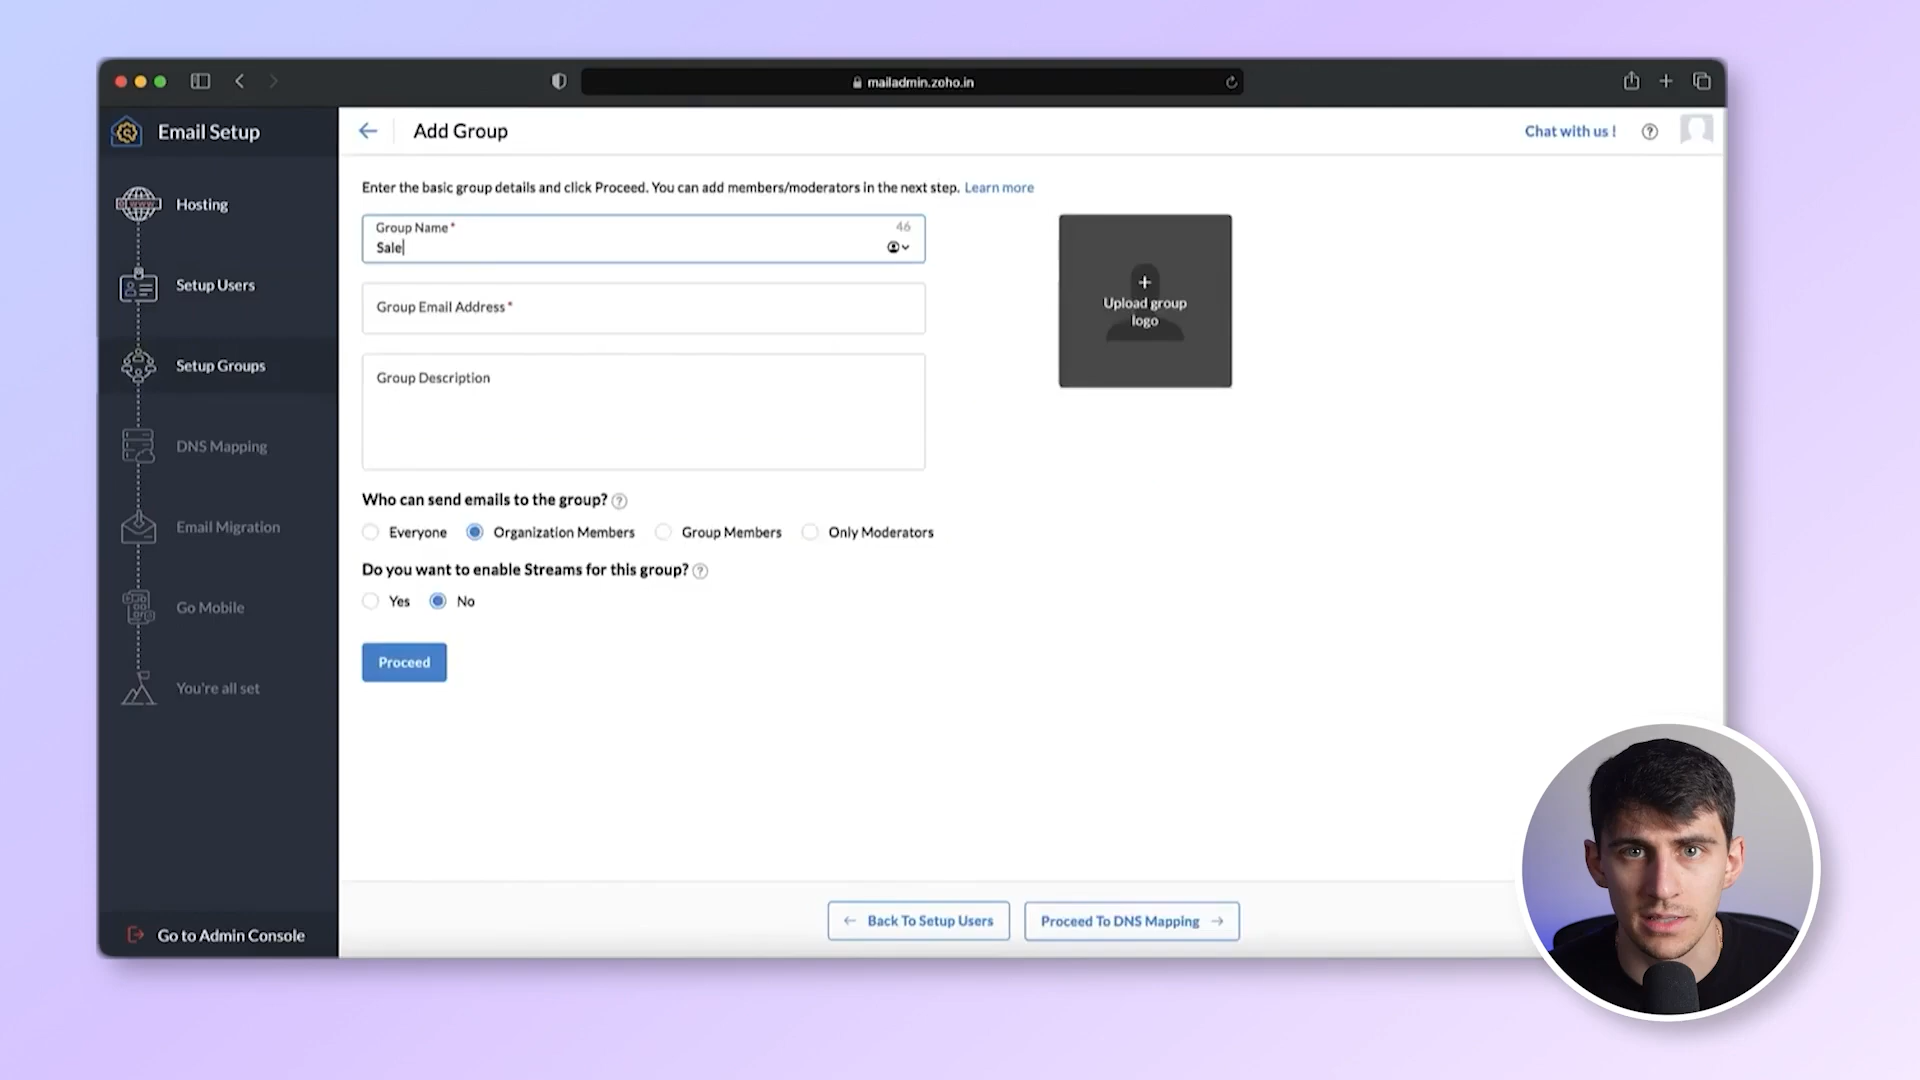 mailadmin.zoho.in
Email Setup
Add Group
Chat with us !
Enter the basic group details and click Proceed. You can add members/moderators in the next step. Learn more
Hosting
Group Name *
46
Sale
Setup Users
Group Email Address *
+
Upload group
logo
Setup Groups
Group Description
DNS Mapping
Who can send emails to the group? ?
Everyone Organization Members Group Members Only Moderators
Email Migration
Do you want to enable Streams for this group? ?
Yes No
Go Mobile
Proceed
You're all set
Back To Setup Users
Proceed To DNS Mapping
Go to Admin Console